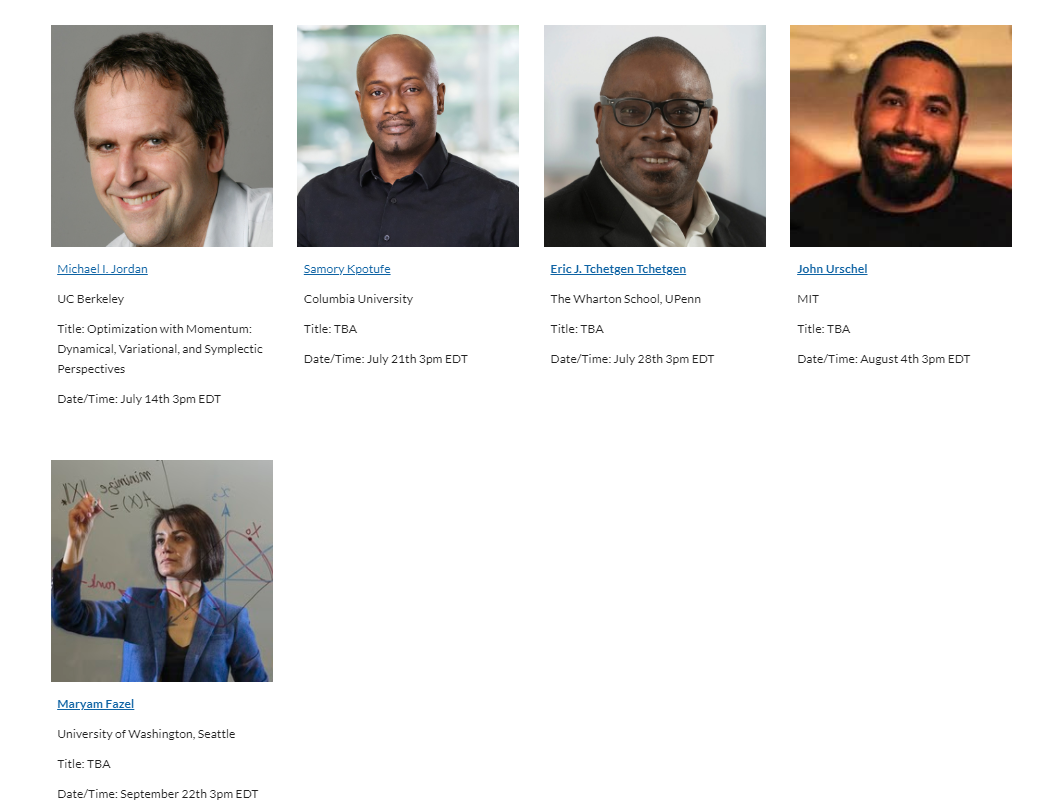 Michael I. Jordan
UC Berkeley
Title: Optimization with Momentum:
Dynamical, Variational, and Symplectic
Perspectives
Date/Time: July 14th 3pm EDT
Samory Kpotufe
Columbia University
Title: TBA
Date/Time: July 21th 3pm EDT
Eric J. Tchetgen Tchetgen
The Wharton School, UPenn
Title: TBA
Date/Time: July 28th 3pm EDT
John Urschel
MIT
Title: TBA
Date/Time: August 4th 3pm EDT
minimize ||X||*
A(X) =
Maryam Fazel
University of Washington, Seattle
Title: TBA
Date/Time: September 22th 3pm EDT